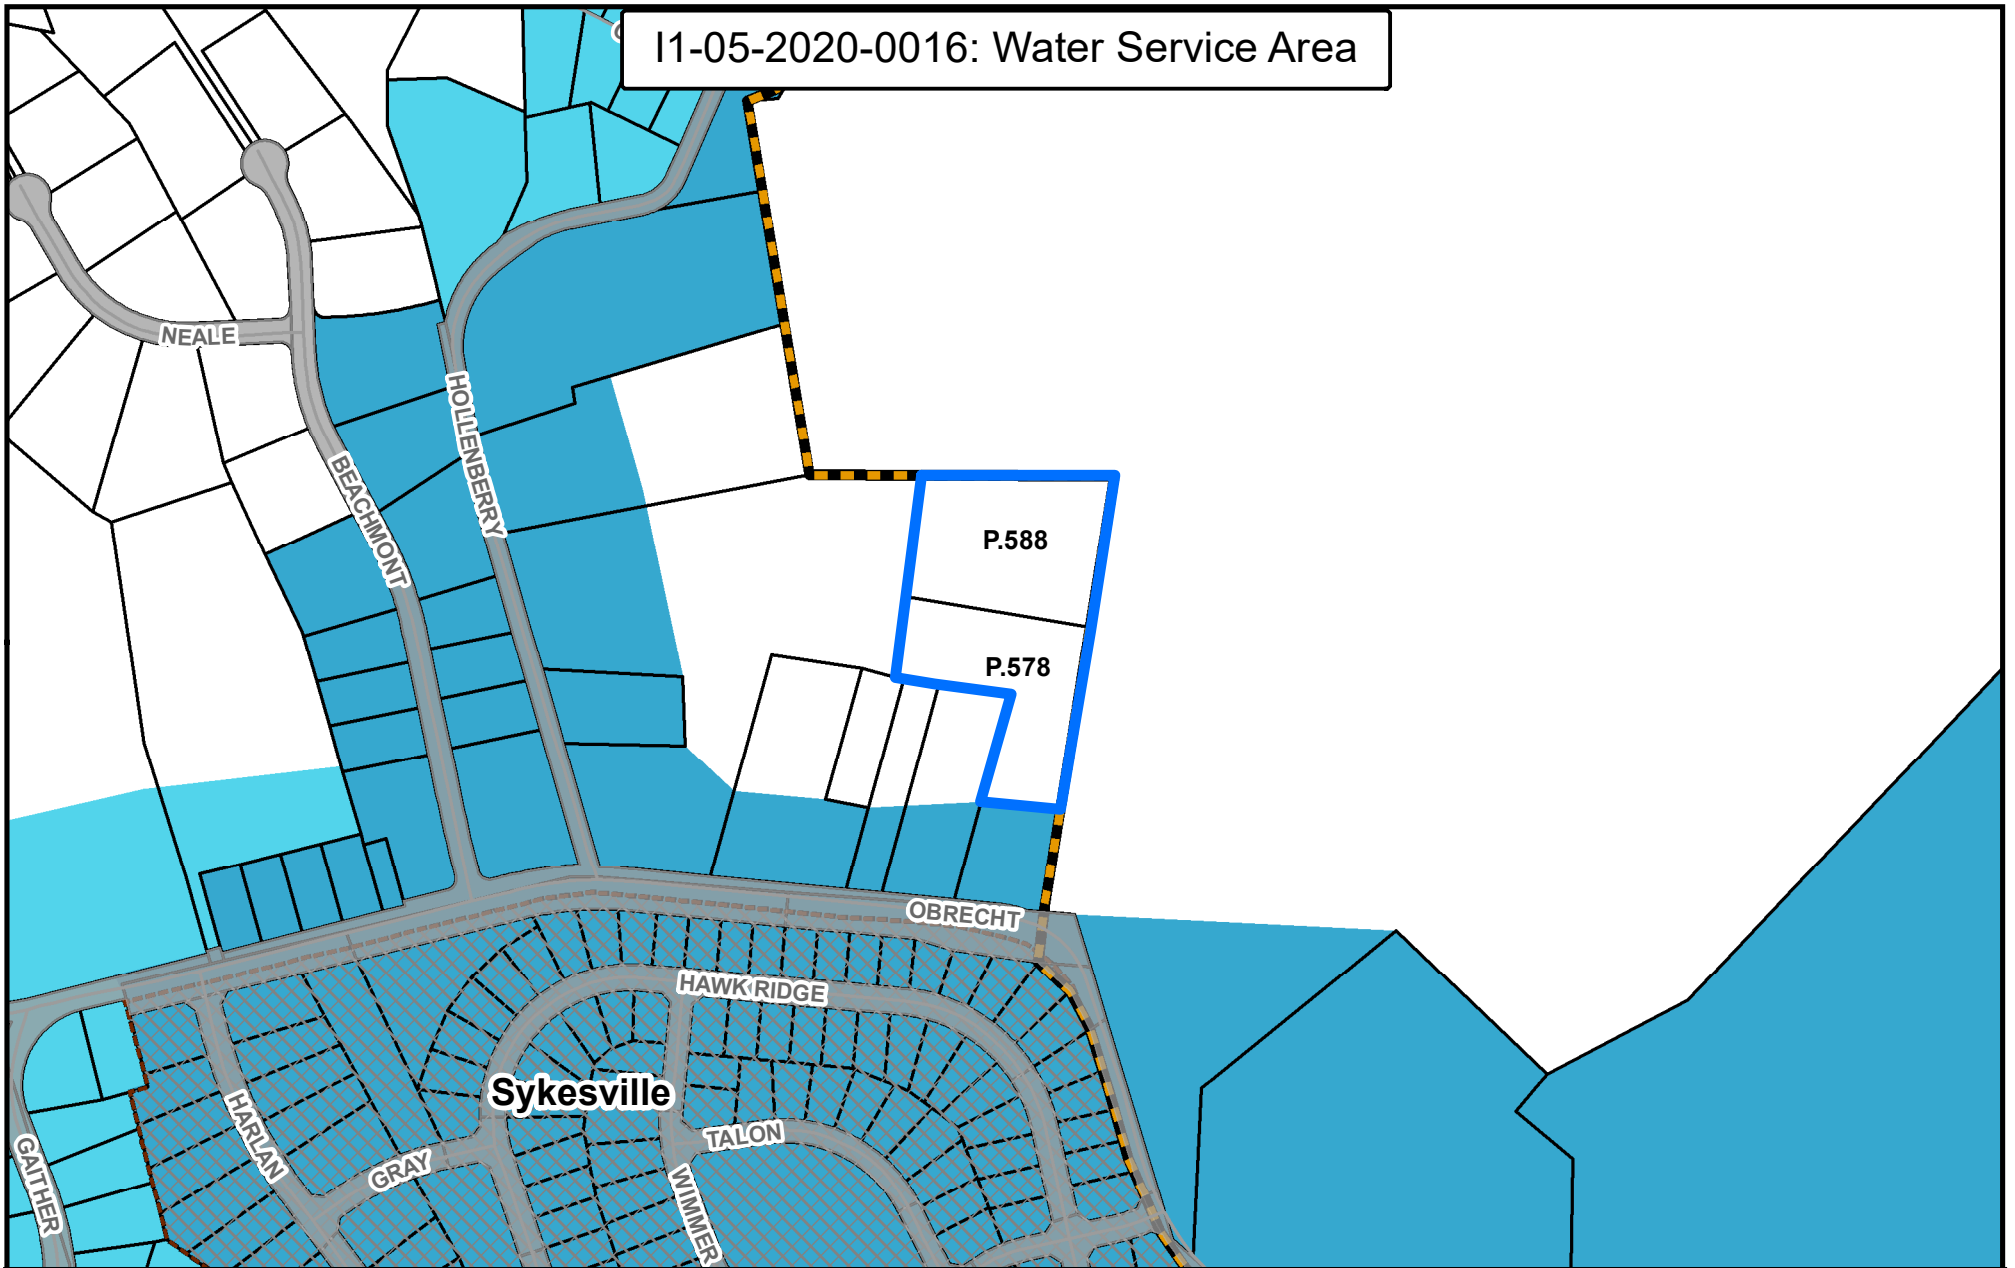 I1-05-2020-0016: Water Service Area
NEALE
HOLLENBERRY
BEACHMONT
P.588
P.578
OBRECHT
HAWK RIDGE
Sykesville
HARLAN
TALON
GRAY
GAITHER
WIMMER